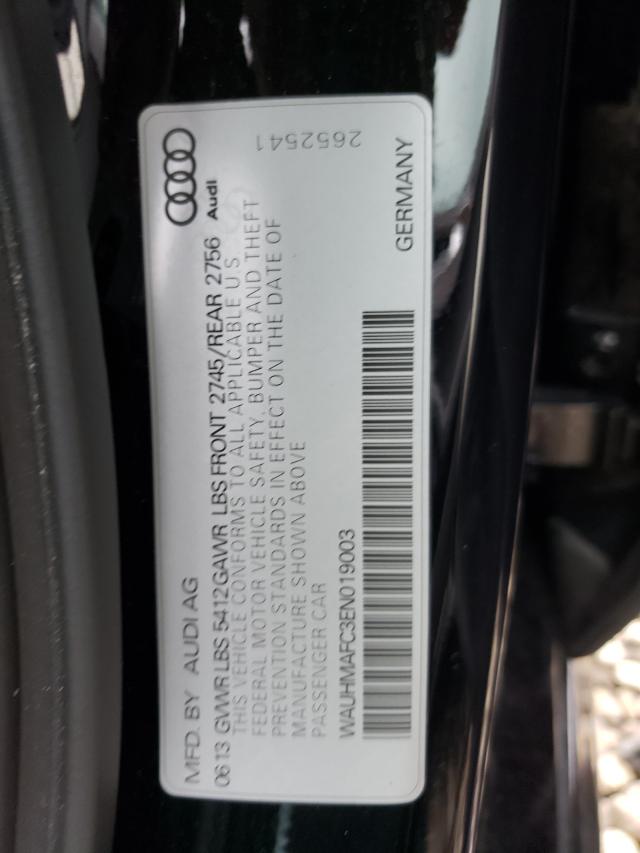 MFD. BY AUDI AG
Audi
0613 GVWR LBS 5412 GAWR LBS FRONT 2745/REAR 2756
THIS VEHICLE CONFORMS TO ALL APPLICABLE U.S.
FEDERAL MOTOR VEHICLE SAFETY, BUMPER AND THEFT
PREVENTION STANDARDS IN EFFECT ON THE DATE OF
MANUFACTURE SHOWN ABOVE
PASSENGER CAR
WAUHMAFC3EN019003
2652541
GERMANY